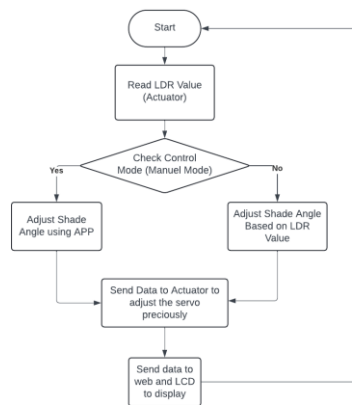 Start
Read LDR Value
(Actuator)
Check Control
Mode (Manuel Mode)
Yes
No
Adjust Shade
Angle using APP
Adjust Shade Angle
Based on LDR
Value
Send Data to Actuator to
adjust the servo
preciously
Send data to
web and LCD
to display